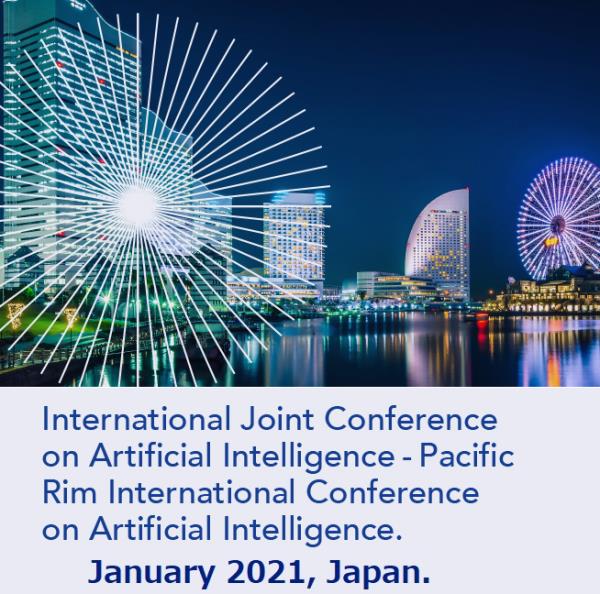 International Joint Conference
on Artificial Intelligence - Pacific
Rim International Conference
on Artificial Intelligence.
January 2021, Japan.